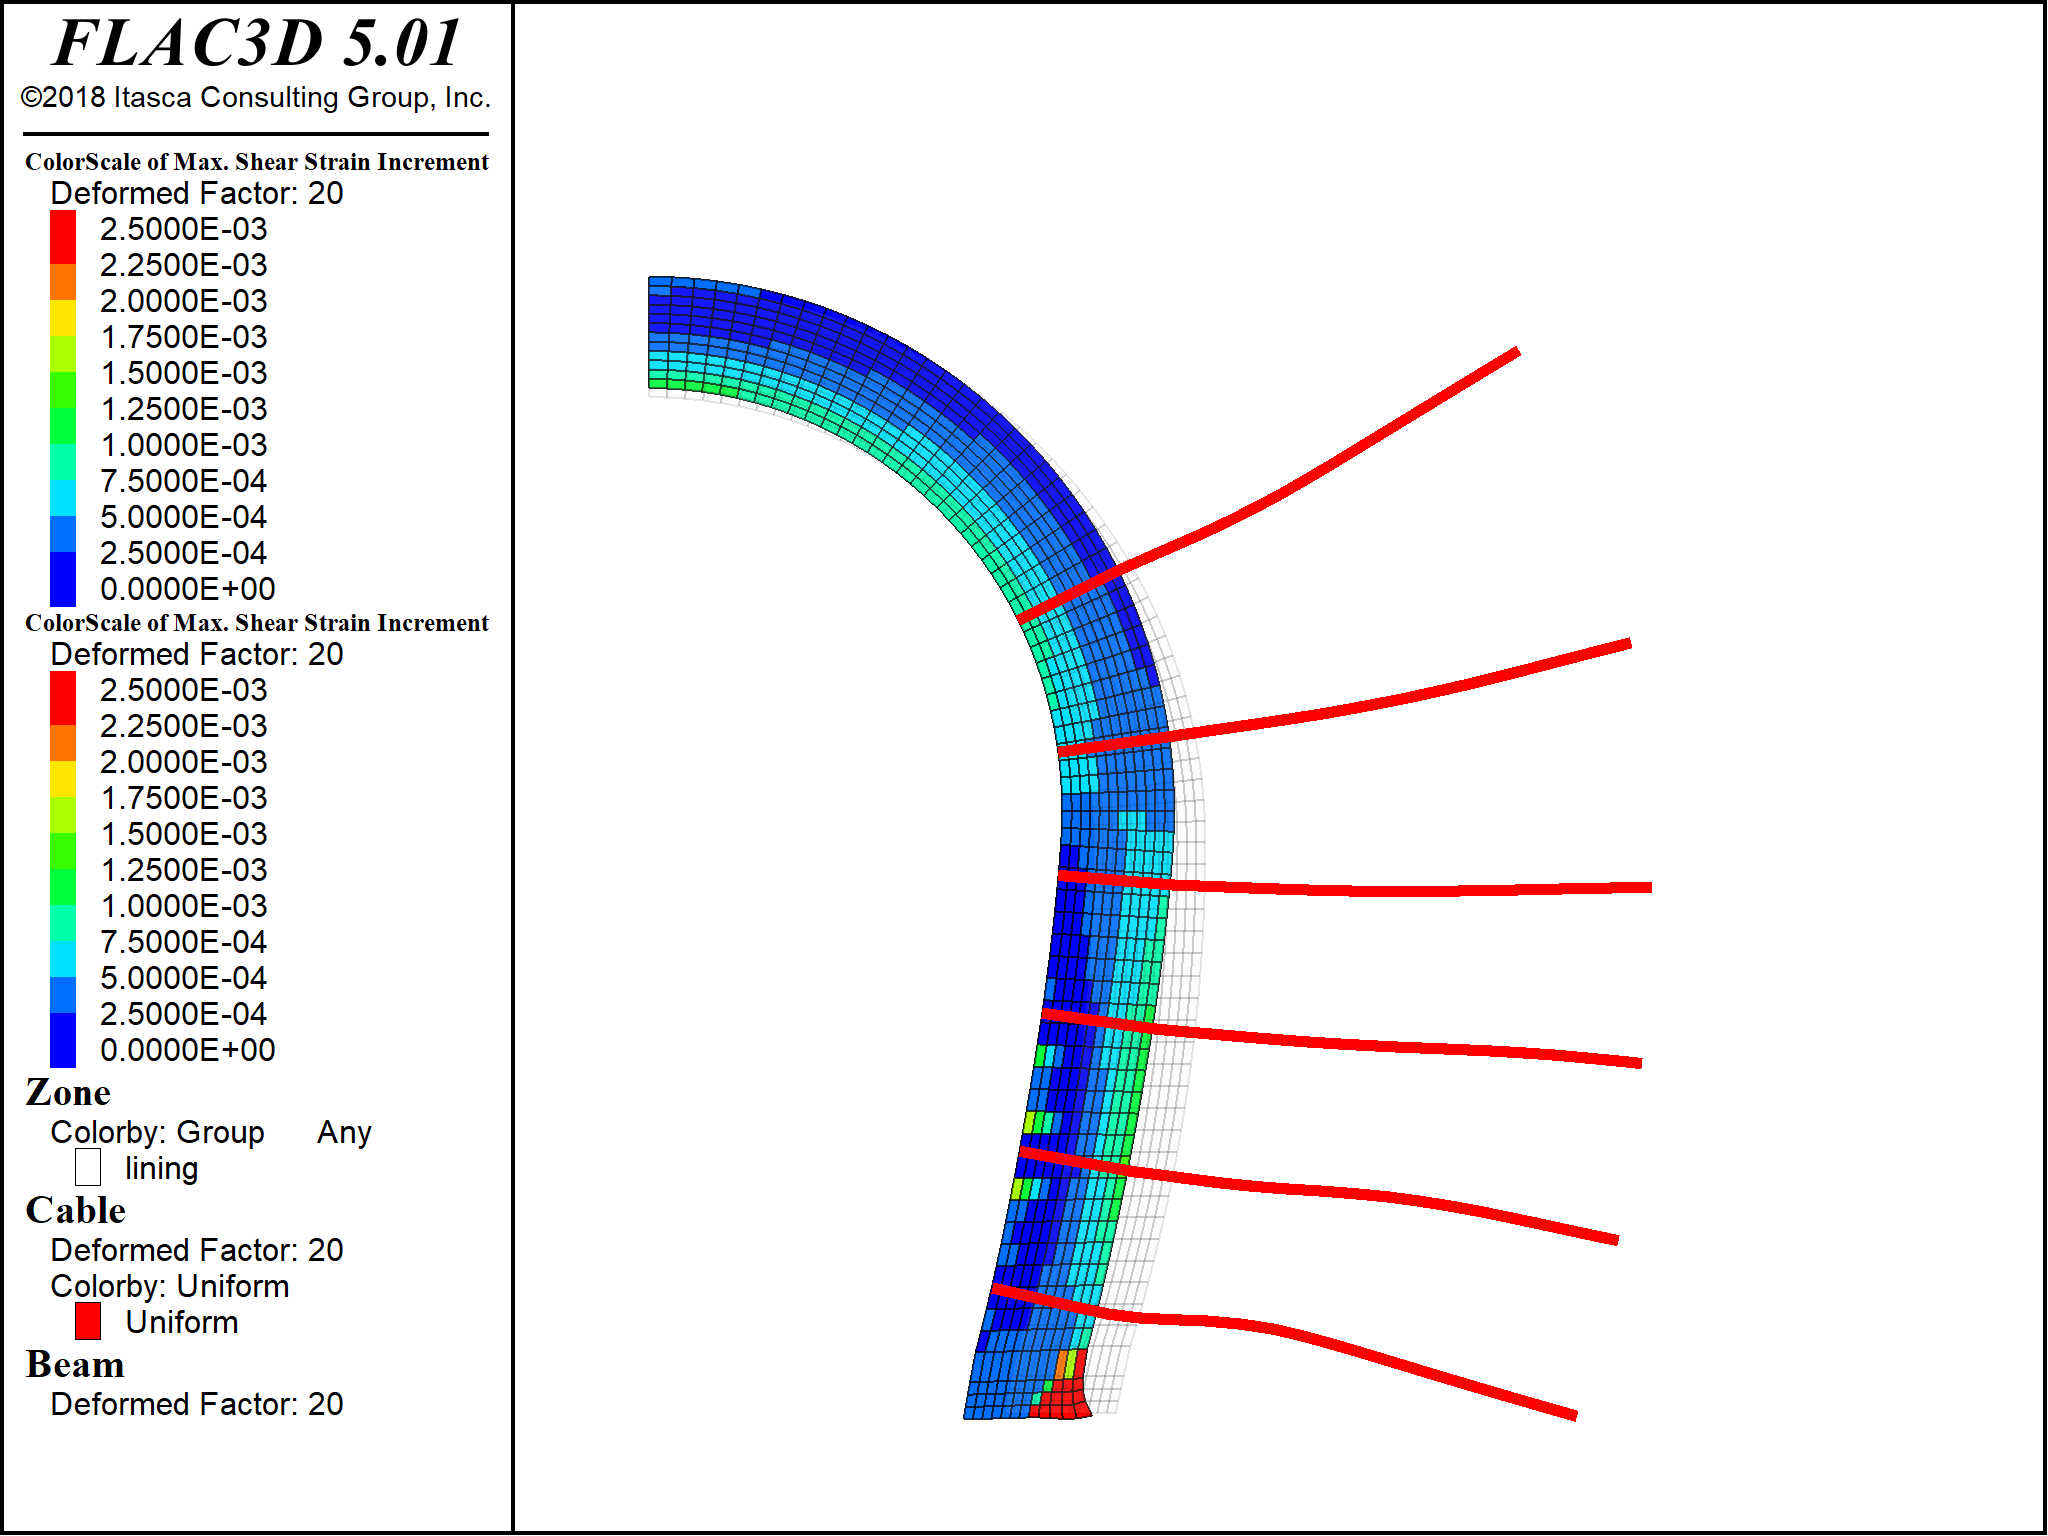 FLAC3D 5.01
©2018 Itasca Consulting Group, Inc.
ColorScale of Max. Shear Strain Increment
Deformed Factor: 20
2.5000E-03
2.2500E-03
2.0000E-03
1.7500E-03
1.5000E-03
1.2500E-03
1.0000E-03
7.5000E-04
5.0000E-04
2.5000E-04
0.0000E+00
ColorScale of Max. Shear Strain Increment
Deformed Factor: 20
2.5000E-03
2.2500E-03
2.0000E-03
1.7500E-03
1.5000E-03
1.2500E-03
1.0000E-03
7.5000E-04
5.0000E-04
2.5000E-04
0.0000E+00
Zone
Colorby: Group Any
lining
Cable
Deformed Factor: 20
Colorby: Uniform
Uniform
Beam
Deformed Factor: 20